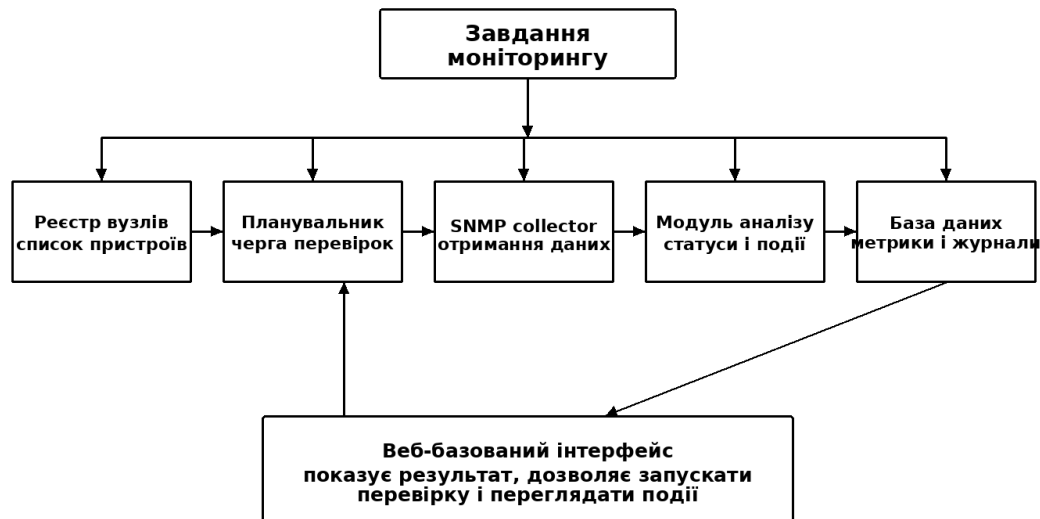 Завдання
моніторингу
Реєстр вузлів
список пристроїв
Планувальник
черга перевірок
SNMP collector
отримання даних
Модуль аналізу
статуси і події
База даних
метрики і журнали
Веб-базований інтерфейс
показує результат, дозволяє запускати
перевірку і переглядати події